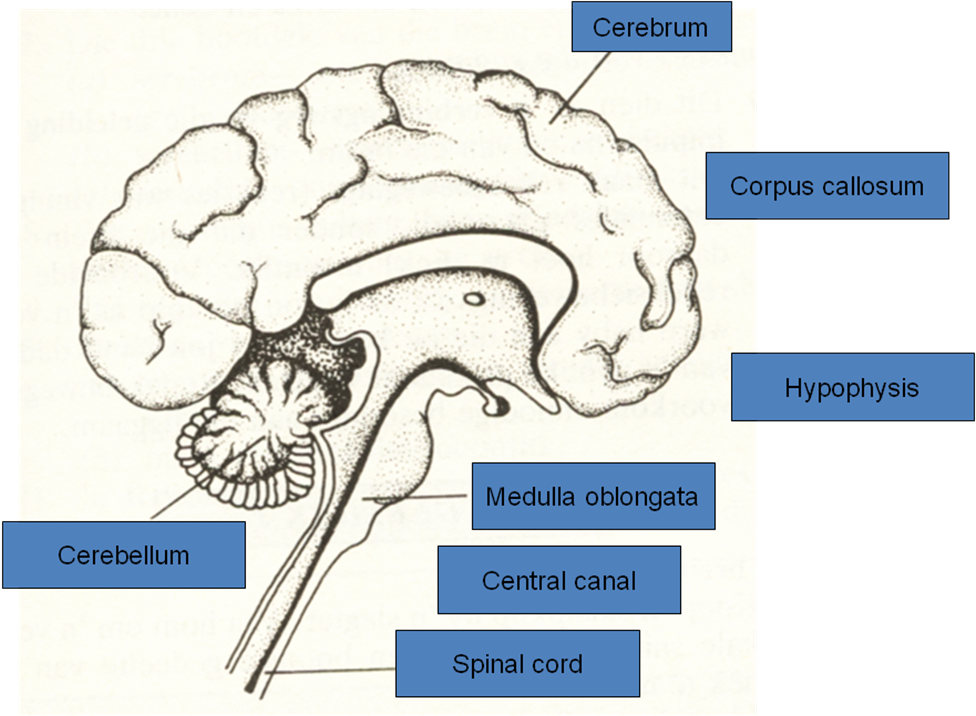 Cerebrum
Corpus callosum
Hypophysis
Medulla oblongata
Cerebellum
Central canal
Spinal cord